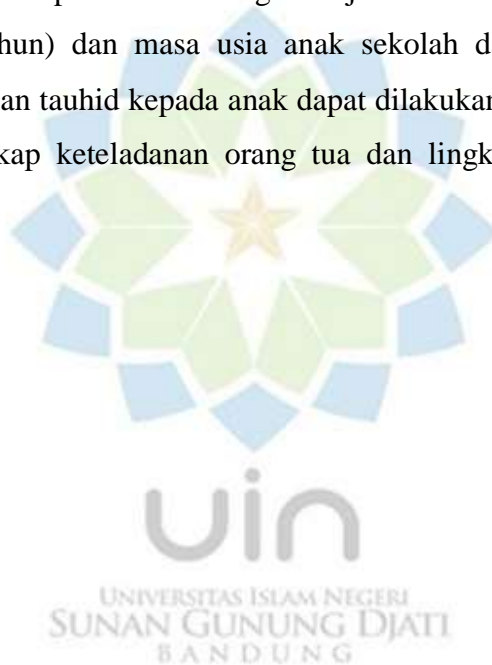 hun) dan masa usia anak sekolah d
an tauhid kepada anak dapat dilakukan
kap keteladanan orang tua dan lingk
uin
UNIVERSITAS ISLAM NEGERI
SUNAN GUNUNG DJATI
BANDUNG